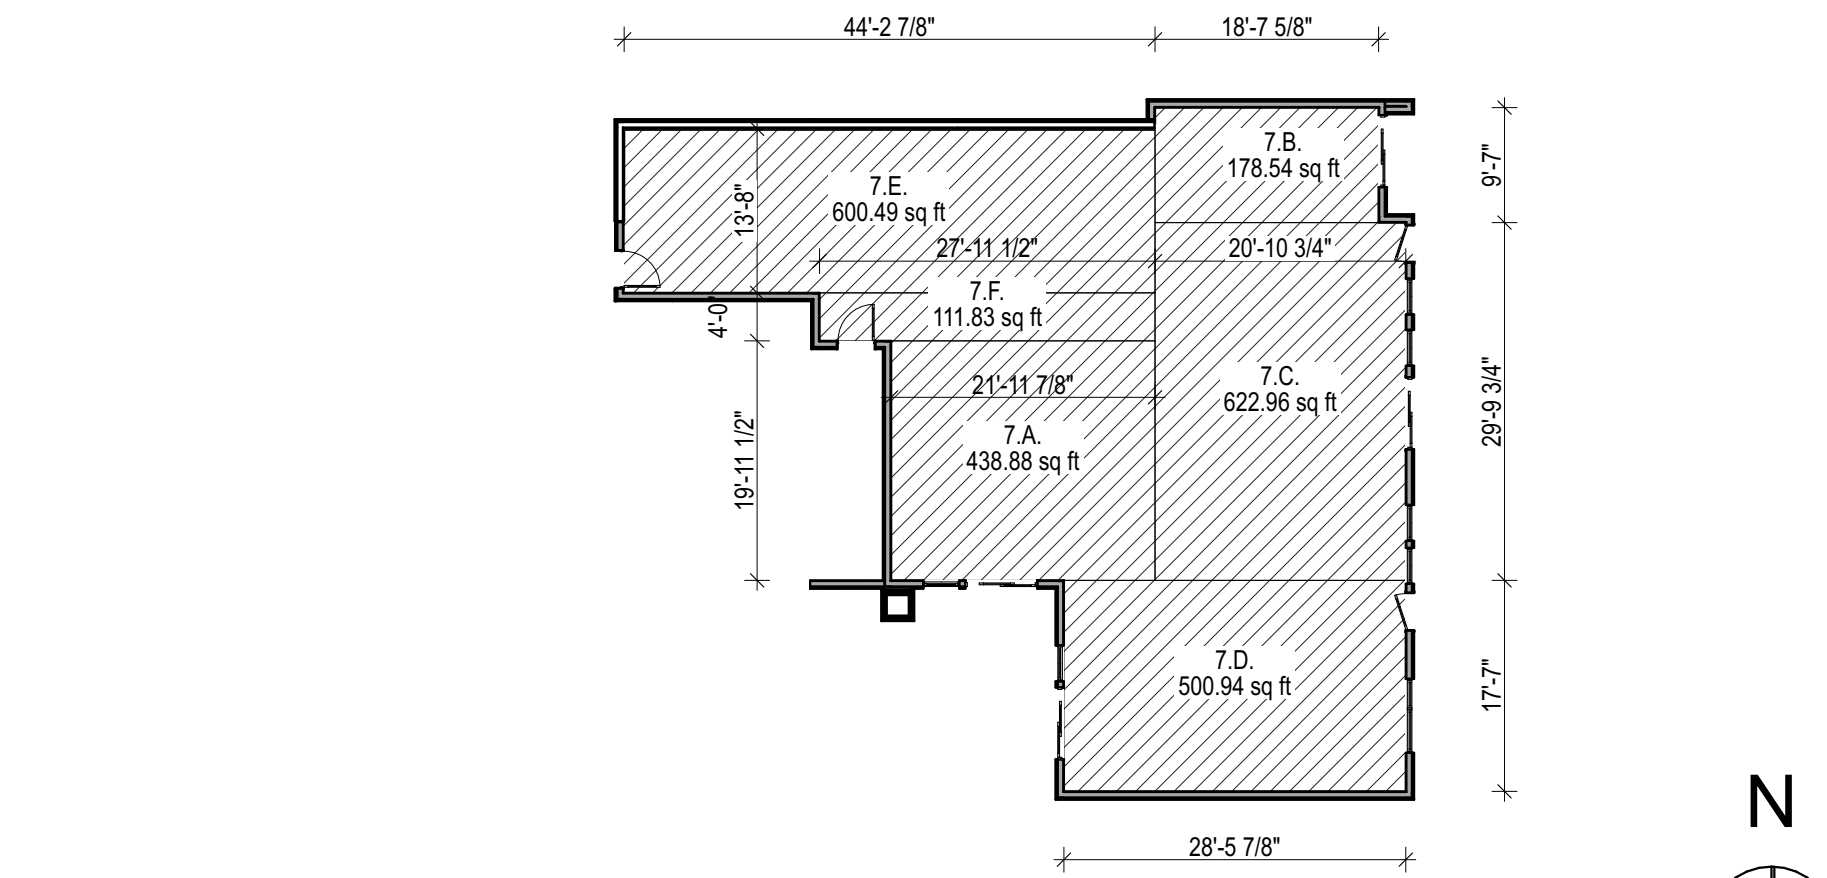 44'-2 7/8"
18'-7 5/8"
7.B.
178.54 sq ft
9'-7"
7.E.
600.49 sq ft
13'-8"
27'-11 1/2"
20'-10 3/4"
7.F.
111.83 sq ft
4'-0
21'-11 7/8"
7.C.
622.96 sq ft
29'-9 3/4"
7.A.
438.88 sq ft
19'-11 1/2"
7.D.
500.94 sq ft
17'-7"
N
28'-5 7/8"